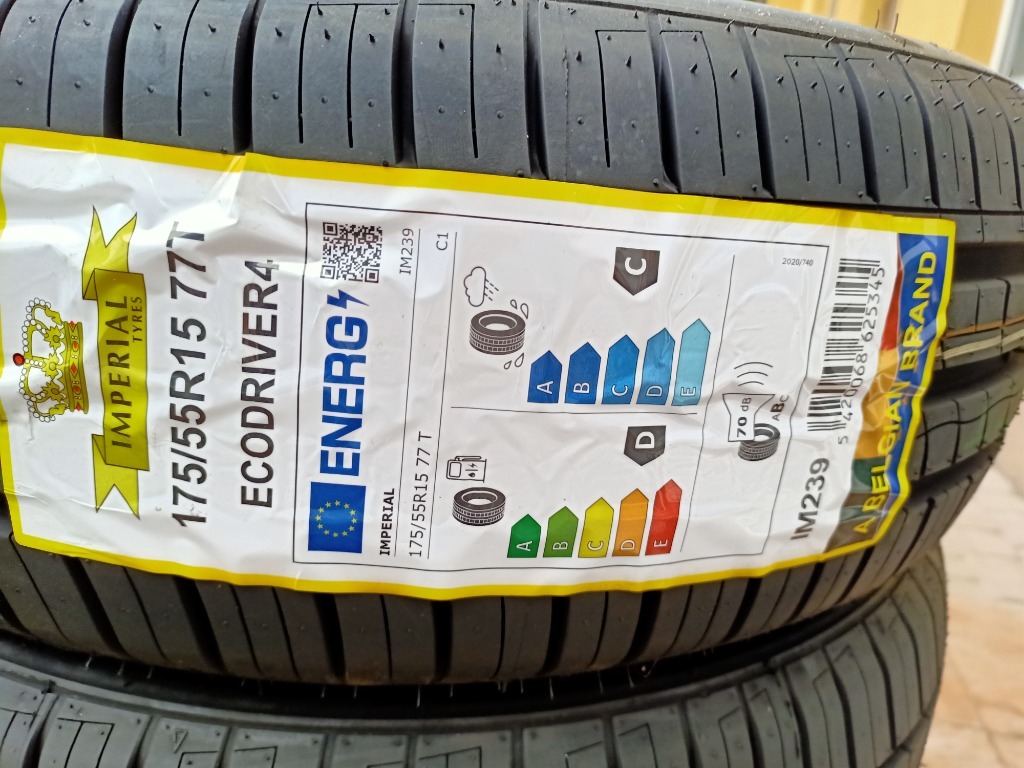 IMPERIAL
TYRES
175/55R15 77T
ECODRIVER4
ENERG
IMPERIAL
IM239
175/55R15 77 T
C1
A
B
C
D
E
D
A
B
C
D
E
C
70 dB
ABC
2020/740
IM239
5 420068 625345
A BELGIAN BRAND